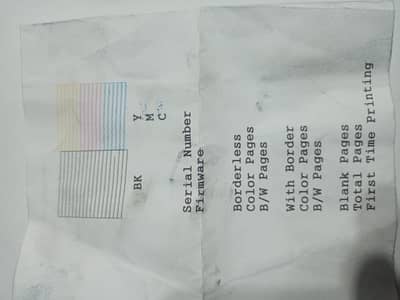 Y
M
C
BK
Serial Number
Firmware
Borderless
Color Pages
B/W Pages
With Border
Color Pages
B/W Pages
Blank Pages
Total Pages
First Time Printing